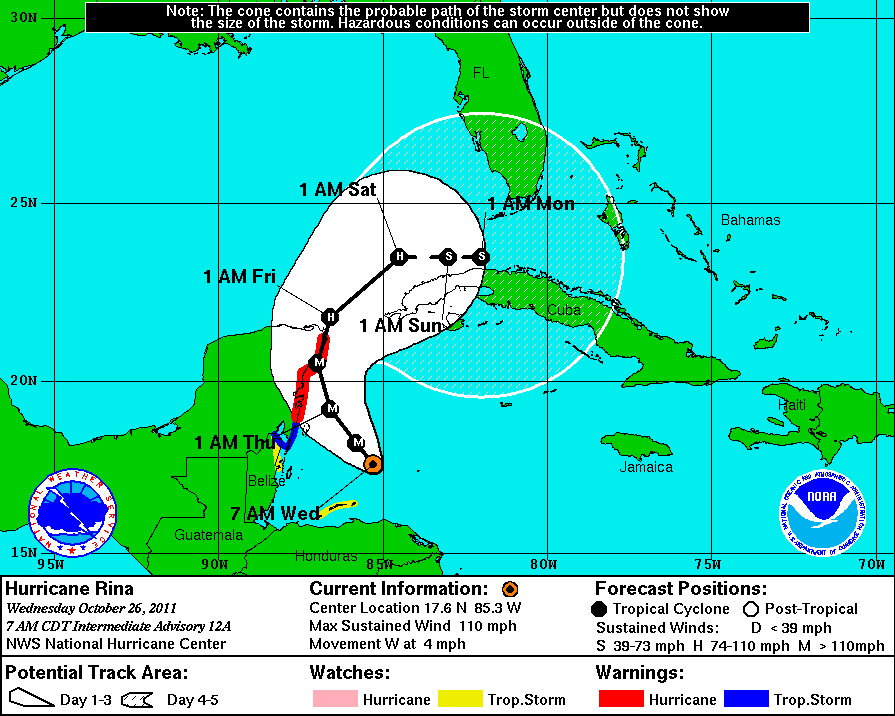 Note: The cone contains the probable path of the storm center but does not show
the size of the storm. Hazardous conditions can occur outside of the cone.
30N
FL
1 AM Sat
25N
1 AM Mon
Bahamas
H
S
S
1 AM Fri
H
1 AM Sun
Cuba
M
20N
M
Haiti
1 AM Thu
M
Jamaica
Belize
7 AM Wed
NATIONAL WEATHER SERVICE
NOAA
Guatemala
Honduras
15N
95W
90W
85W
80W
75W
70W
Hurricane Rina
Wednesday October 26, 2011
7 AM CDT Intermediate Advisory 12A
NWS National Hurricane Center
Current Information:
Center Location 17.6 N 85.3 W
Max Sustained Wind 110 mph
Movement W at 4 mph
Forecast Positions:
Tropical Cyclone Post-Tropical
Sustained Winds: D < 39 mph
S 39-73 mph H 74-110 mph M > 110mph
Potential Track Area:
Day 1-3 Day 4-5
Watches:
Hurricane Trop.Storm
Warnings:
Hurricane Trop.Storm